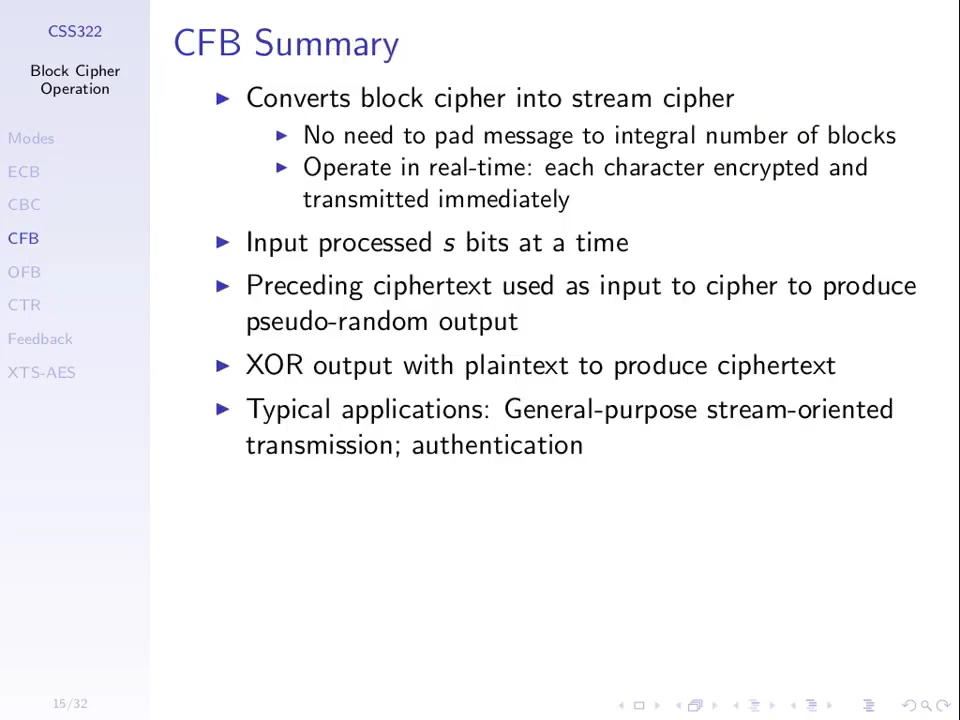 CSS322
Block Cipher
Operation
Modes
ECB
CBC
CFB
OFB
CTR
Feedback
XTS-AES
15/32
CFB Summary
Converts block cipher into stream cipher
No need to pad message to integral number of blocks
Operate in real-time: each character encrypted and
transmitted immediately
Input processed s bits at a time
Preceding ciphertext used as input to cipher to produce
pseudo-random output
XOR output with plaintext to produce ciphertext
Typical applications: General-purpose stream-oriented
transmission; authentication